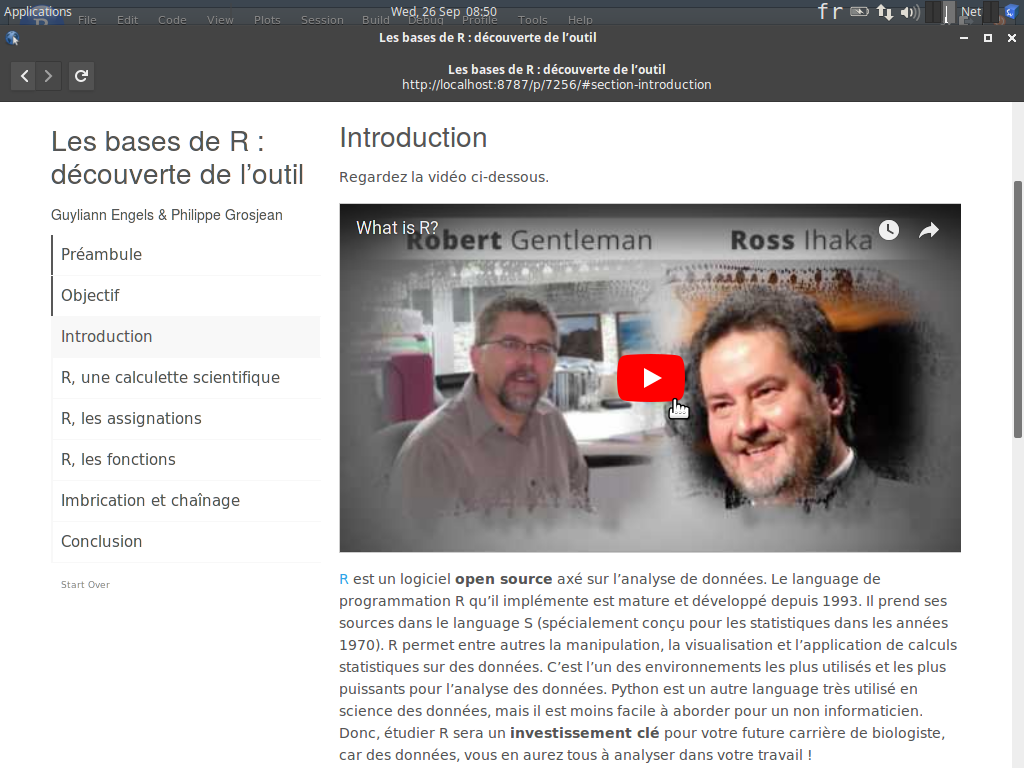 Applications
File Edit Code View Plots Session Build Debug Profile Tools Help
Wed, 26 Sep 08:50
fr
Net
Les bases de R : découverte de l’outil
Les bases de R : découverte de l’outil
http://localhost:8787/p/7256/#section-introduction
Les bases de R :
découverte de l’outil
Guyliann Engels & Philippe Grosjean
Préambule
Objectif
Introduction
R, une calculette scientifique
R, les assignations
R, les fonctions
Imbrication et chaînage
Conclusion
Start Over
Introduction
Regardez la vidéo ci-dessous.
What is R?
Robert Gentleman
Ross Ihaka
R est un logiciel open source axé sur l’analyse de données. Le language de
programmation R qu’il implémente est mature et développé depuis 1993. Il prend ses
sources dans le language S (spécialement conçu pour les statistiques dans les années
1970). R permet entre autres la manipulation, la visualisation et l’application de calculs
statistiques sur des données. C’est l’un des environnements les plus utilisés et les plus
puissants pour l’analyse des données. Python est un autre language très utilisé en
science des données, mais il est moins facile à aborder pour un non informaticien.
Donc, étudier R sera un investissement clé pour votre future carrière de biologiste,
car des données, vous en aurez tous à analyser dans votre travail !